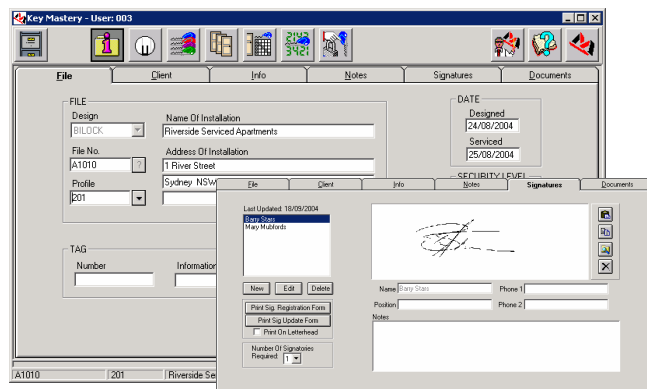 Key Mastery - User: 003
File Client Info Notes Signatures Documents
FILE
Design
BILOCK
Name Of Installation
Riverside Serviced Apartments
File No.
A1010 ?
Address Of Installation
1 River Street
Sydney NSW
Profile
201
DATE
Designed
24/08/2004
Serviced
25/08/2004
SECURITY LEVEL
TAG
Number
Information
A1010 201 Riverside Se
File Client Info Notes Signatures Documents
Last Updated: 18/09/2004
Barry Stars
Mary Mubfords
New Edit Delete
Print Sig. Registration Form
Print Sig Update Form
Print On Letterhead
Number Of Signatories
Required: 1
Name Barry Stars
Phone 1
Position
Phone 2
Notes